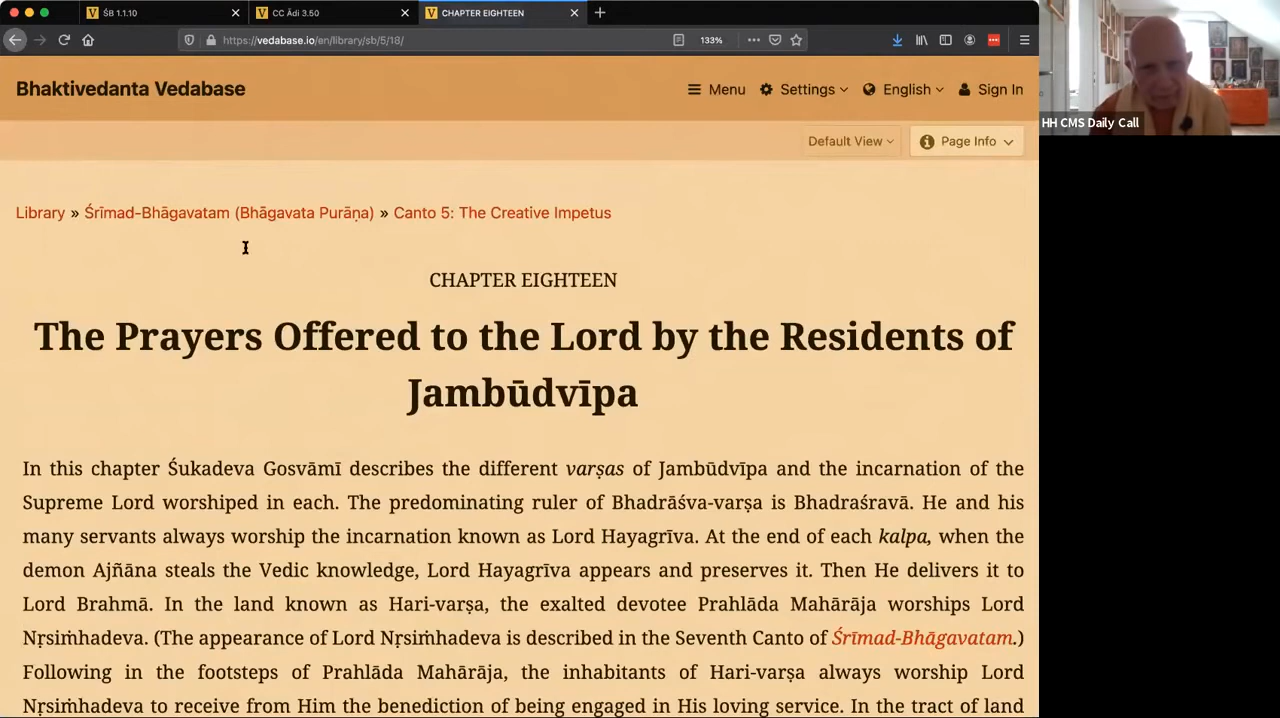 ŚB 1.1.10
CC Ādi 3.50
CHAPTER EIGHTEEN
https://vedabase.io/en/library/sb/5/18/
133%
Bhaktivedanta Vedabase
Menu
Settings
English
Sign In
HH CMS Daily Call
Default View
Page Info
Library » Śrīmad-Bhāgavatam (Bhāgavata Purāṇa) » Canto 5: The Creative Impetus
CHAPTER EIGHTEEN
The Prayers Offered to the Lord by the Residents of
Jambūdvīpa
In this chapter Śukadeva Gosvāmī describes the different varṣas of Jambūdvīpa and the incarnation of the
Supreme Lord worshiped in each. The predominating ruler of Bhadrāśva-varṣa is Bhadraśravā. He and his
many servants always worship the incarnation known as Lord Hayagrīva. At the end of each kalpa, when the
demon Ajñāna steals the Vedic knowledge, Lord Hayagrīva appears and preserves it. Then He delivers it to
Lord Brahmā. In the land known as Hari-varṣa, the exalted devotee Prahlāda Mahārāja worships Lord
Nṛsiṁhadeva. (The appearance of Lord Nṛsiṁhadeva is described in the Seventh Canto of Śrīmad-Bhāgavatam.)
Following in the footsteps of Prahlāda Mahārāja, the inhabitants of Hari-varṣa always worship Lord
Nṛsiṁhadeva to receive from Him the benediction of being engaged in His loving service. In the tract of land